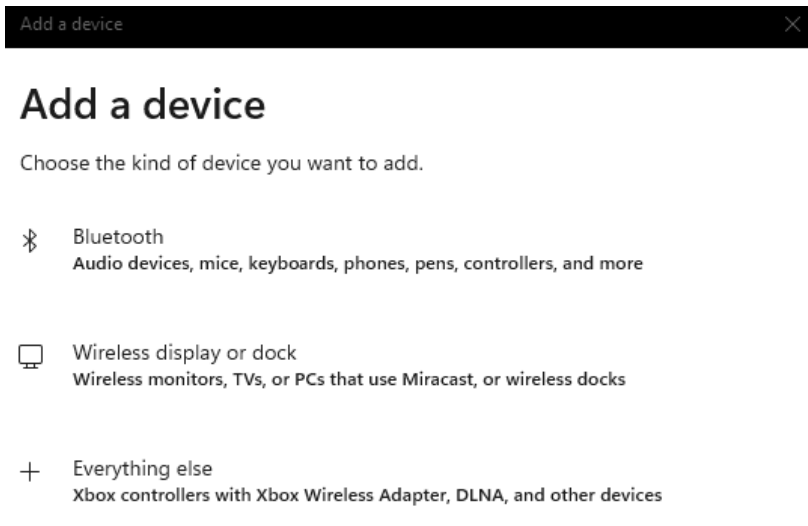 Add a device
Add a device
Choose the kind of device you want to add.
Bluetooth
Audio devices, mice, keyboards, phones, pens, controllers, and more
Wireless display or dock
Wireless monitors, TVs, or PCs that use Miracast, or wireless docks
Everything else
Xbox controllers with Xbox Wireless Adapter, DLNA, and other devices